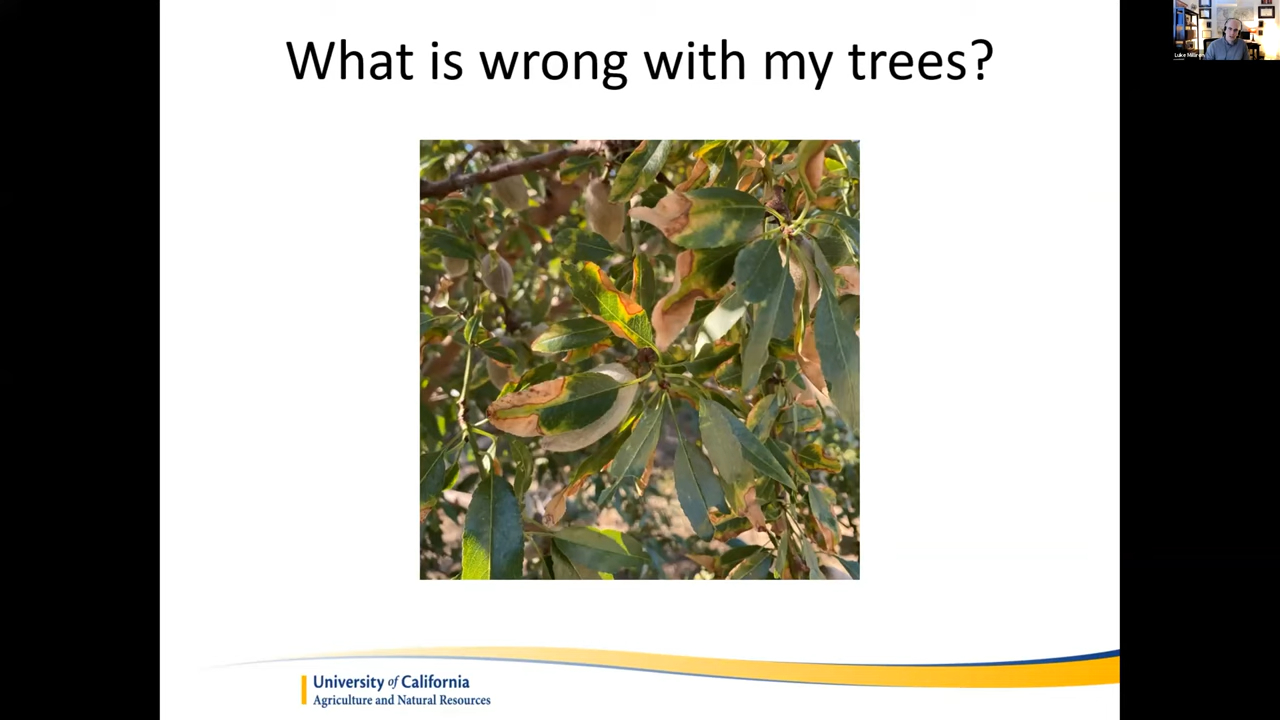 What is wrong with my trees?
University of California
Agriculture and Natural Resources